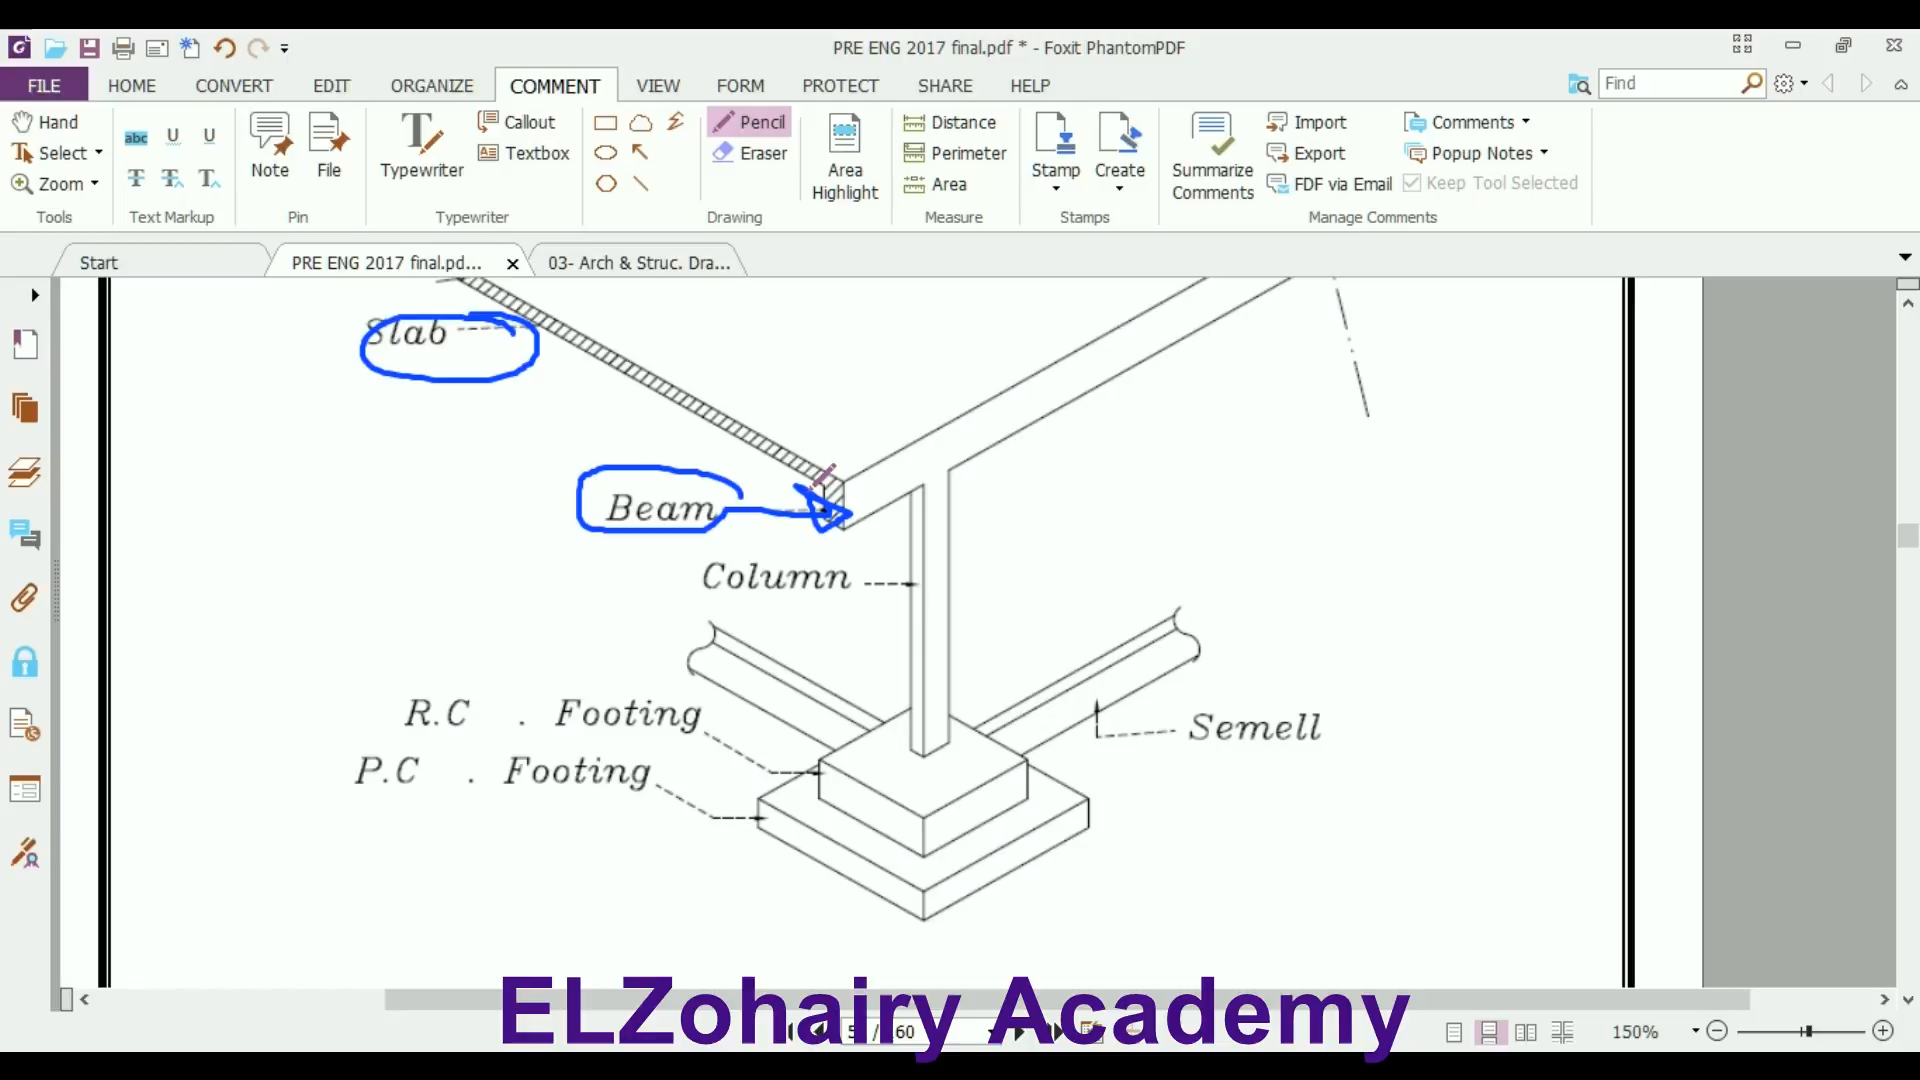 PRE ENG 2017 final.pdf * - Foxit PhantomPDF
FILE HOME CONVERT EDIT ORGANIZE COMMENT VIEW FORM PROTECT SHARE HELP Find
Hand
Select
Zoom
Tools
abc U U
T T T
Text Markup
Note File
Pin
Typewriter
Callout
Textbox
Typewriter
Pencil
Eraser
Area
Highlight
Drawing
Distance
Perimeter
Area
Measure
Stamp Create
Stamps
Summarize
Comments
Import
Export
FDF via Email
Comments
Popup Notes
Keep Tool Selected
Manage Comments
Start PRE ENG 2017 final.pd... 03- Arch & Struc. Dra...
Slab
Beam
Column
R.C . Footing
P.C . Footing
Semell
ELZohairy Academy
/ 60
150%